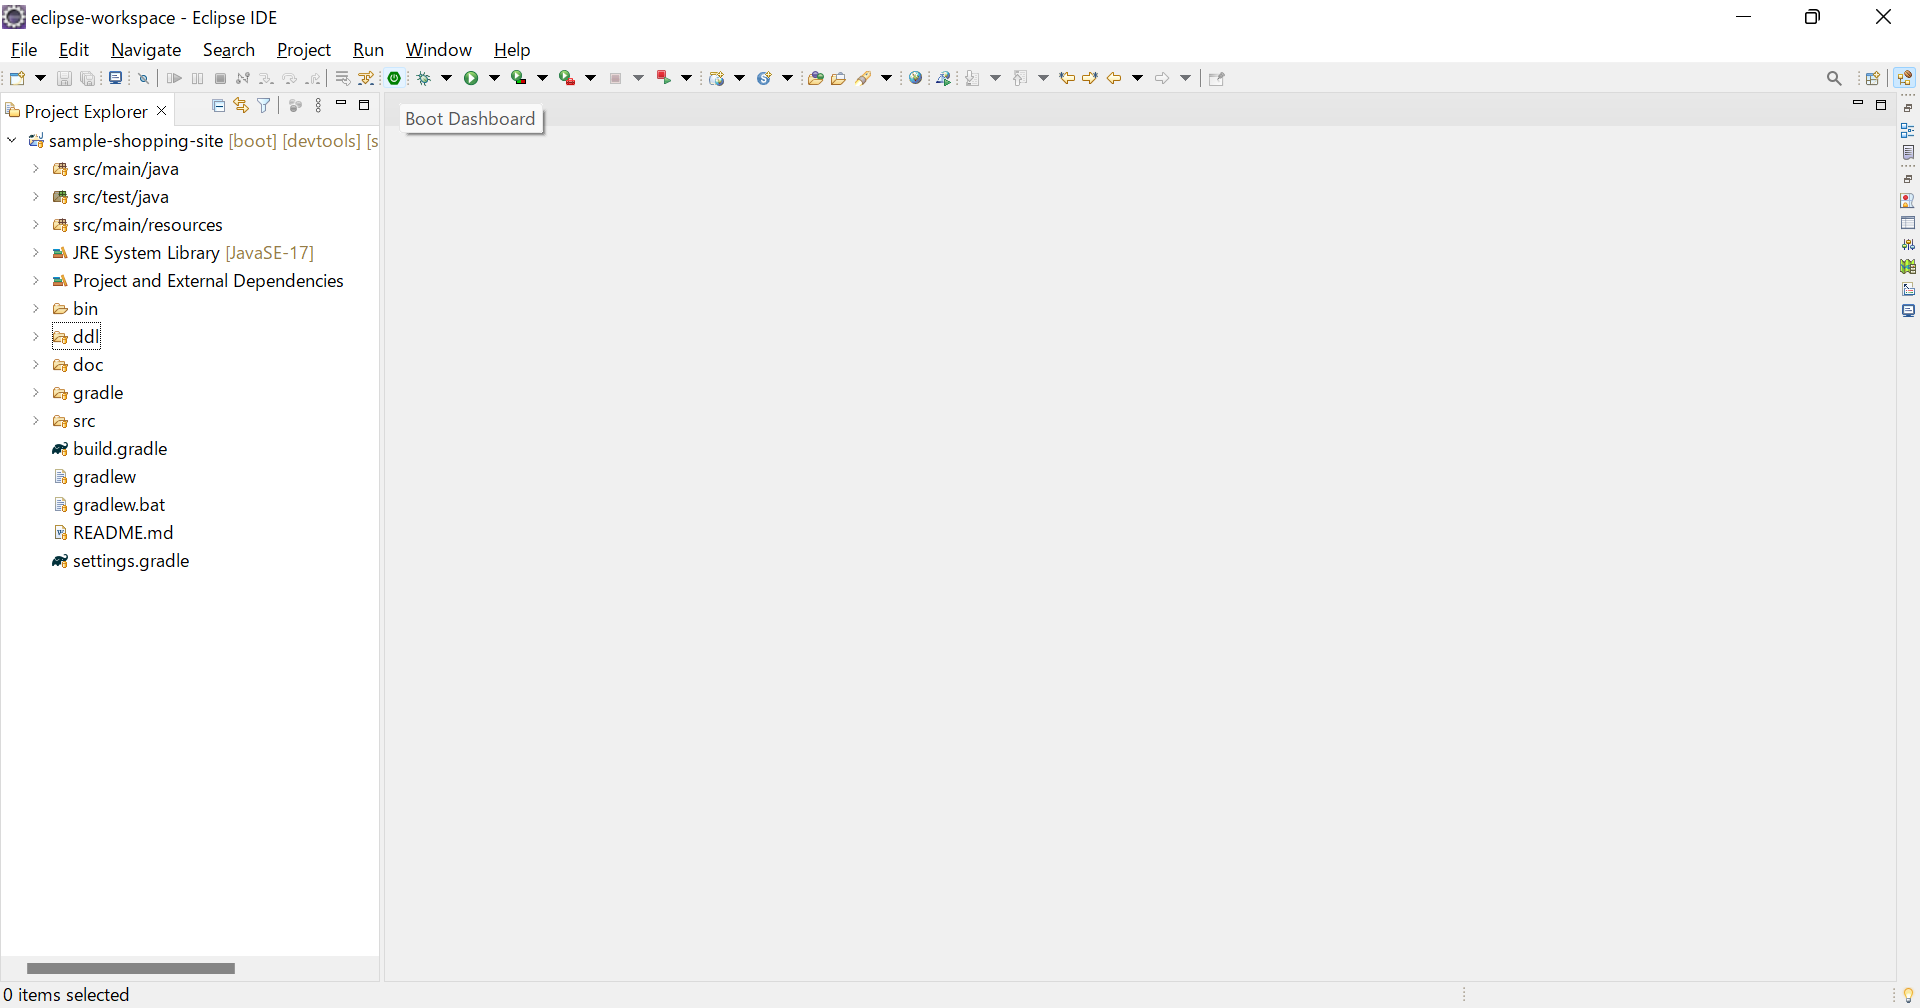 eclipse-workspace - Eclipse IDE
File Edit Navigate Search Project Run Window Help
Project Explorer
Boot Dashboard
sample-shopping-site [boot] [devtools] [s
src/main/java
src/test/java
src/main/resources
JRE System Library [JavaSE-17]
Project and External Dependencies
bin
ddl
doc
gradle
src
build.gradle
gradlew
gradlew.bat
README.md
settings.gradle
0 items selected